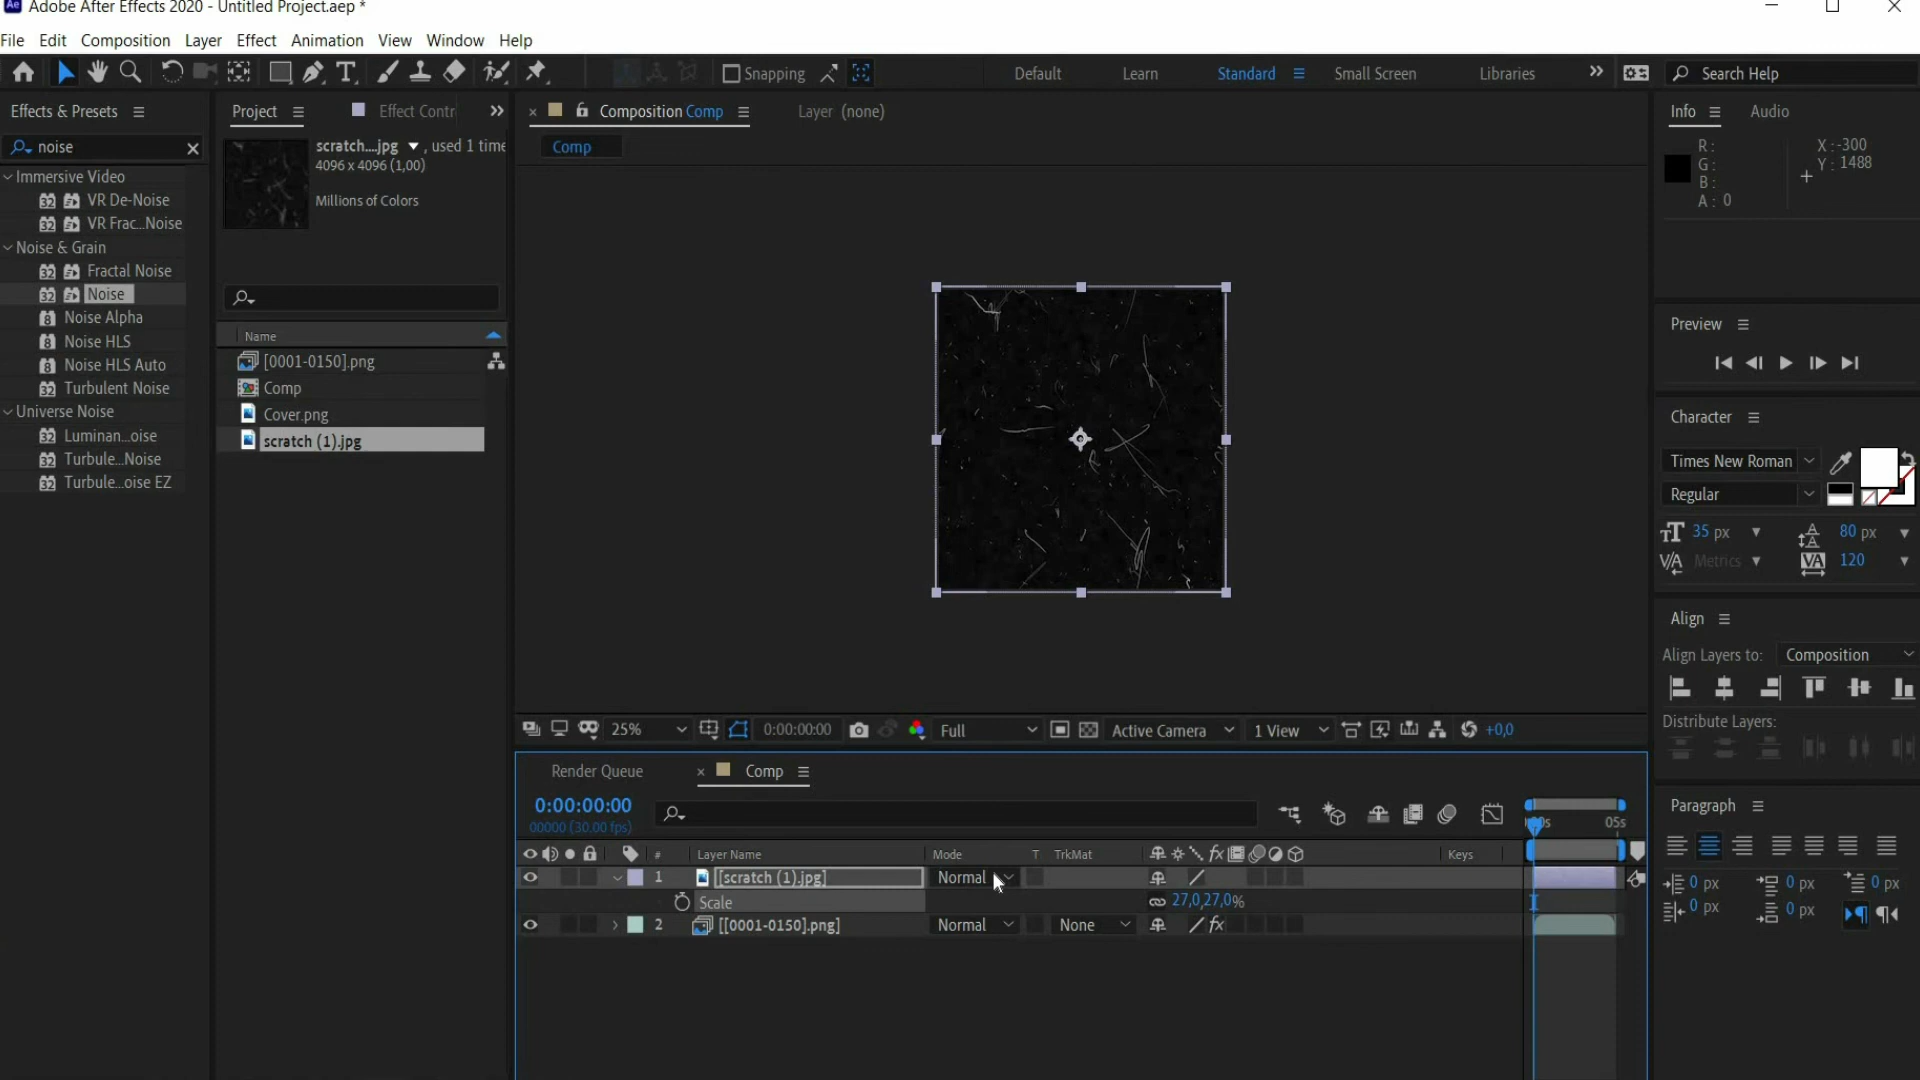 Adobe After Effects 2020 - Untitled Project.aep *
File Edit Composition Layer Effect Animation View Window Help
Snapping Default Learn Standard Small Screen Libraries Search Help
Effects & Presets
noise
Immersive Video
VR De-Noise
VR Frac...Noise
Noise & Grain
Fractal Noise
Noise
Noise Alpha
Noise HLS
Noise HLS Auto
Turbulent Noise
Universe Noise
Luminan...oise
Turbule...Noise
Turbule...oise EZ
Project Effect Contr
scratch....jpg , used 1 time
4096 x 4096 (1,00)
Millions of Colors
Name
[0001-0150].png
Comp
Cover.png
scratch (1).jpg
Composition Comp Layer (none)
Comp
25% 0:00:00:00 Full Active Camera 1 View +0,0
Render Queue Comp
0:00:00:00
00000 (30.00 fps)
05s
# Layer Name Mode T TrkMat Keys
1 [scratch (1).jpg] Normal
Scale 27,0,27,0%
2 [[0001-0150].png] Normal None
Info Audio
R:
G:
B:
A: 0
X:-300
Y: 1488
Preview
Character
Times New Roman
Regular
35 px 80 px
Metrics 120
Align
Align Layers to: Composition
Distribute Layers:
Paragraph
0 px 0 px 0 px
0 px 0 px